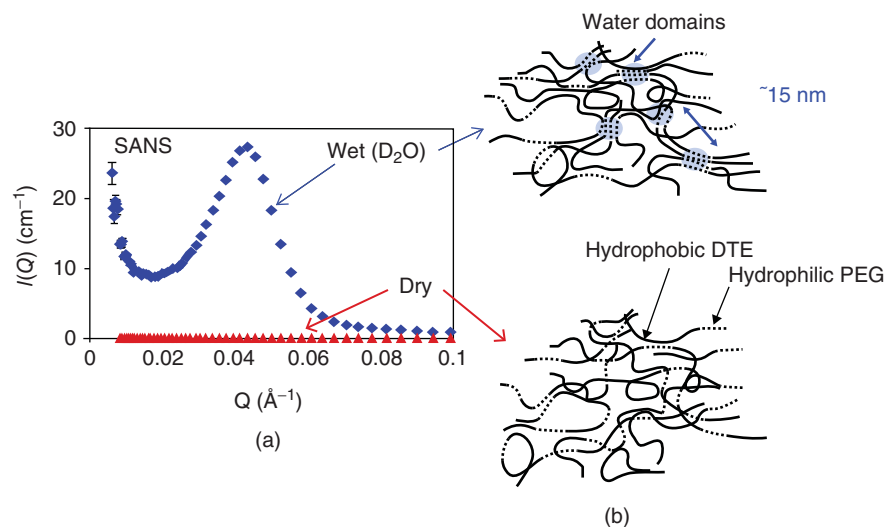 Water domains
~15 nm
30
SANS
Wet (D₂O)
20
I(Q) (cm⁻¹)
10
Dry
0
0 0.02 0.04 0.06 0.08 0.1
Q (Å⁻¹)
(a)
Hydrophobic DTE
Hydrophilic PEG
(b)